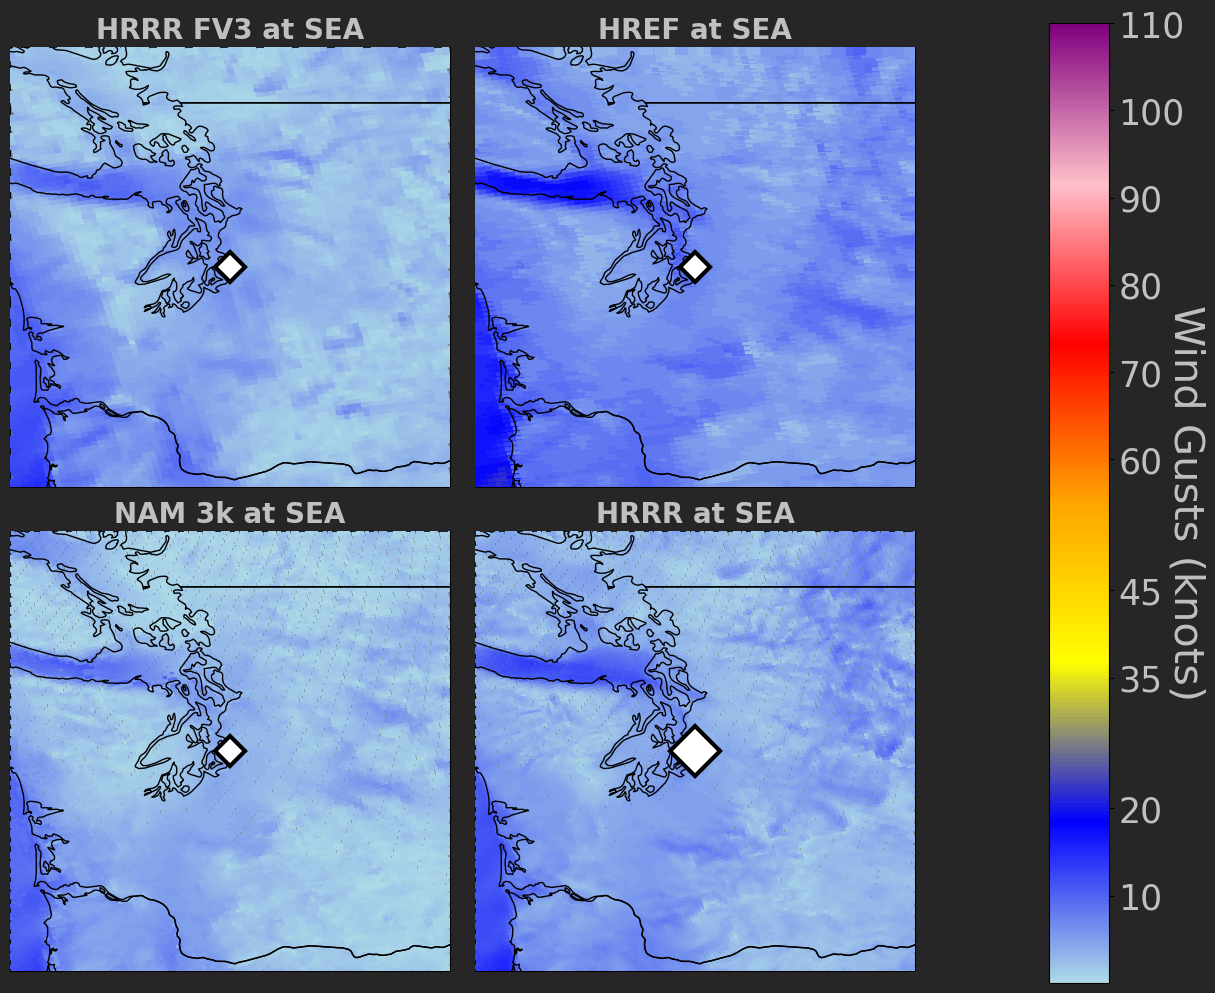 HRRR FV3 at SEA
HREF at SEA
NAM 3k at SEA
HRRR at SEA
110
100
90
80
70
60
45
35
20
10
Wind Gusts (knots)